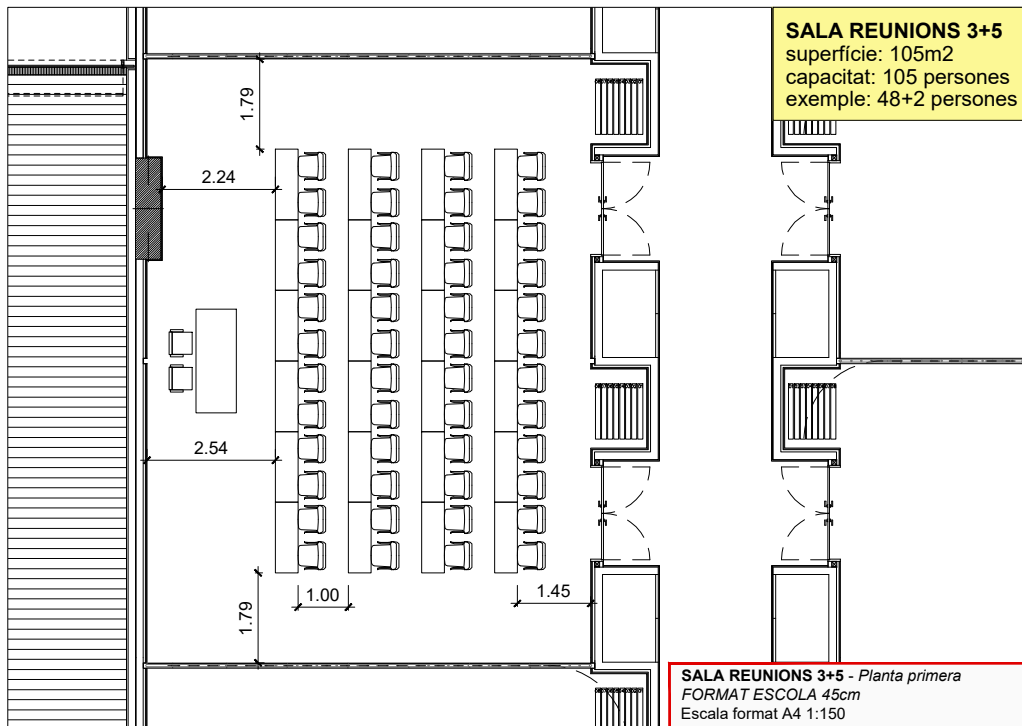 SALA REUNIONS 3+5
superfície: 105m2
capacitat: 105 persones
exemple: 48+2 persones
1.79
2.24
2.54
1.00
1.45
1.79
SALA REUNIONS 3+5 - Planta primera
FORMAT ESCOLA 45cm
Escala format A4 1:150